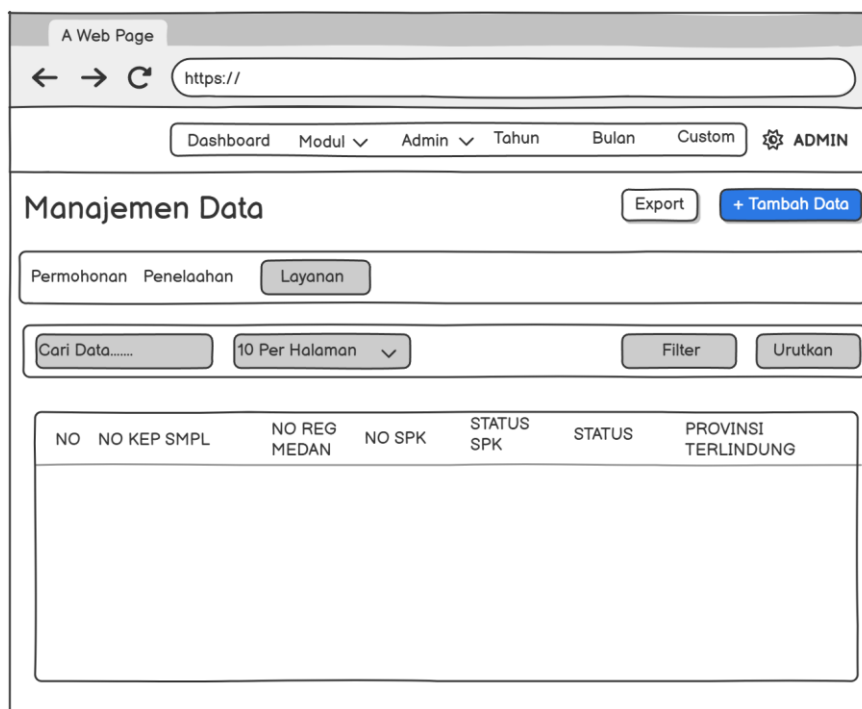 A Web Page
https://
Dashboard Modul Admin Tahun Bulan Custom ADMIN
Manajemen Data Export + Tambah Data
Permohonan Penelaahan Layanan
Cari Data....... 10 Per Halaman Filter Urutkan
NO NO KEP SMPL NO REG MEDAN NO SPK STATUS SPK STATUS PROVINSI TERLINDUNG